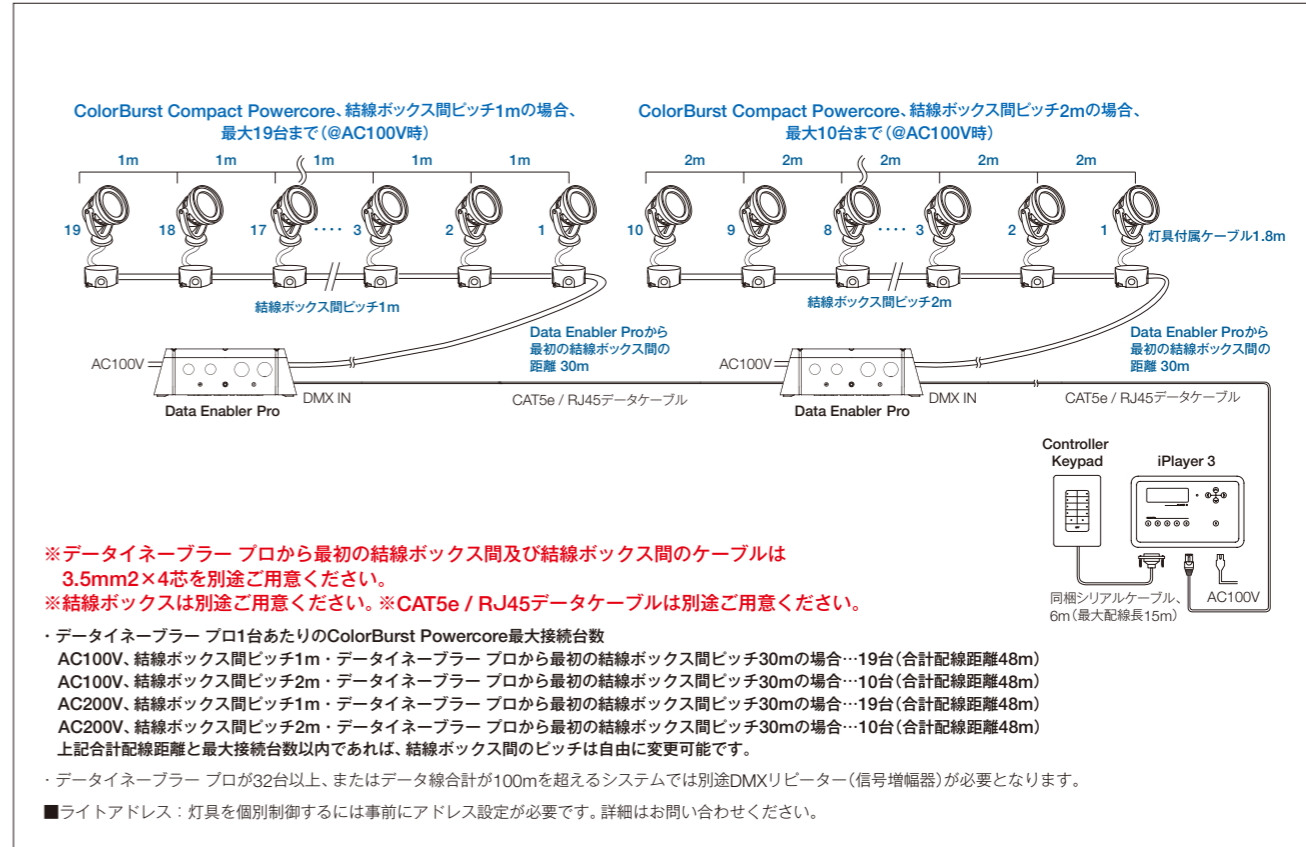 ColorBurst Compact Powercore、結線ボックス間ピッチ1mの場合、
最大19台まで（@AC100V時）
1m 1m 1m 1m 1m
19 18 17 ···· 3 2 1
結線ボックス間ピッチ1m
Data Enabler Proから
最初の結線ボックス間の
距離 30m
AC100V
DMX IN
Data Enabler Pro
CAT5e / RJ45データケーブル
ColorBurst Compact Powercore、結線ボックス間ピッチ2mの場合、
最大10台まで（@AC100V時）
2m 2m 2m 2m 2m
10 9 8 ···· 3 2 1
灯具付属ケーブル1.8m
結線ボックス間ピッチ2m
Data Enabler Proから
最初の結線ボックス間の
距離 30m
AC100V
DMX IN
Data Enabler Pro
CAT5e / RJ45データケーブル
Controller
Keypad
iPlayer 3
同梱シリアルケーブル、
6m（最大配線長15m）
AC100V
※データイネーブラー プロから最初の結線ボックス間及び結線ボックス間のケーブルは
3.5mm2×4芯を別途ご用意ください。
※結線ボックスは別途ご用意ください。※CAT5e / RJ45データケーブルは別途ご用意ください。
・データイネーブラー プロ1台あたりのColorBurst Powercore最大接続台数
AC100V、結線ボックス間ピッチ1m・データイネーブラー プロから最初の結線ボックス間ピッチ30mの場合…19台（合計配線距離48m）
AC100V、結線ボックス間ピッチ2m・データイネーブラー プロから最初の結線ボックス間ピッチ30mの場合…10台（合計配線距離48m）
AC200V、結線ボックス間ピッチ1m・データイネーブラー プロから最初の結線ボックス間ピッチ30mの場合…19台（合計配線距離48m）
AC200V、結線ボックス間ピッチ2m・データイネーブラー プロから最初の結線ボックス間ピッチ30mの場合…10台（合計配線距離48m）
上記合計配線距離と最大接続台数以内であれば、結線ボックス間のピッチは自由に変更可能です。
・データイネーブラー プロが32台以上、またはデータ線合計が100mを超えるシステムでは別途DMXリピーター（信号増幅器）が必要となります。
■ライトアドレス：灯具を個別制御するには事前にアドレス設定が必要です。詳細はお問い合わせください。